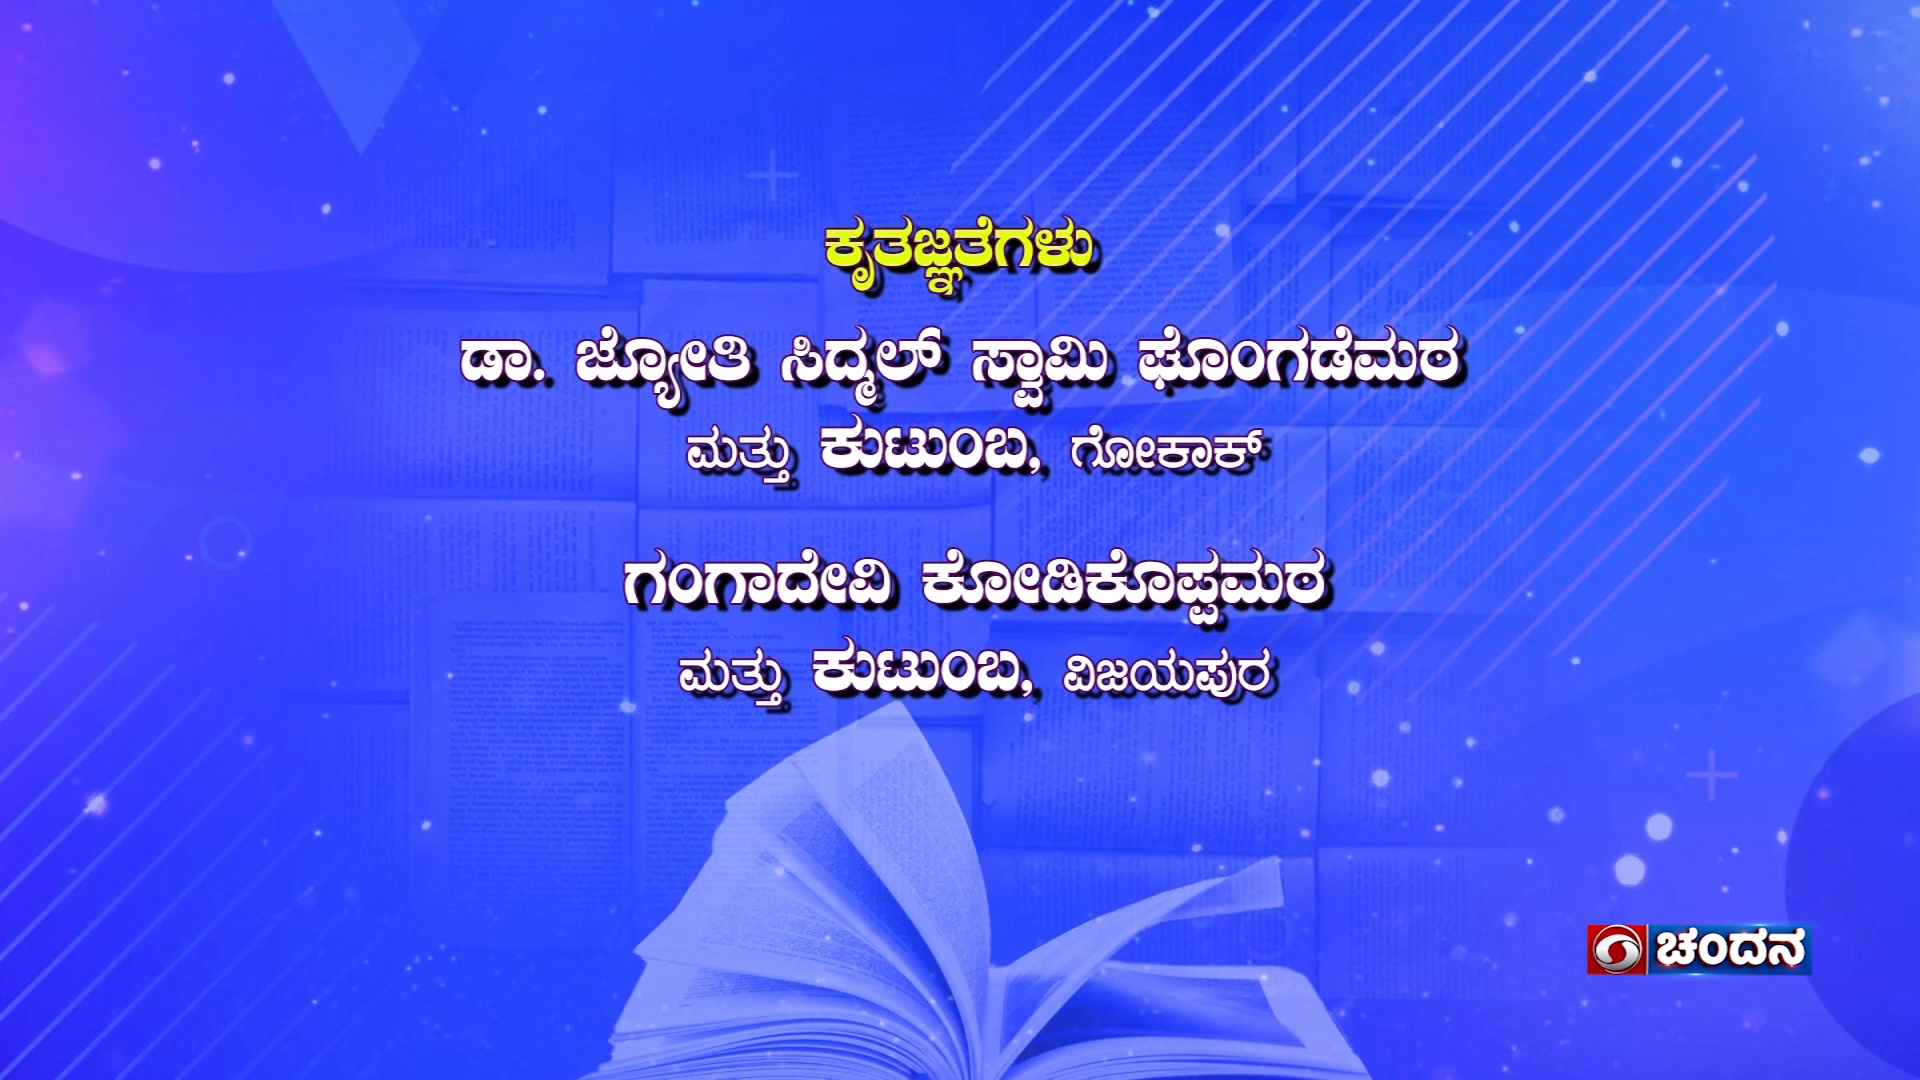 ಕೃತಜ್ಞತೆಗಳು
ಡಾ. ಜ್ಯೋತಿ ಸಿದ್ಮಲ್ ಸ್ವಾಮಿ ಘೊಂಗಡೆಮಠ
ಮತ್ತು ಕುಟುಂಬ, ಗೋಕಾಕ್
ಗಂಗಾದೇವಿ ಕೋಡಿಕೊಪ್ಪಮಠ
ಮತ್ತು ಕುಟುಂಬ, ವಿಜಯಪುರ
ಚಂದನ